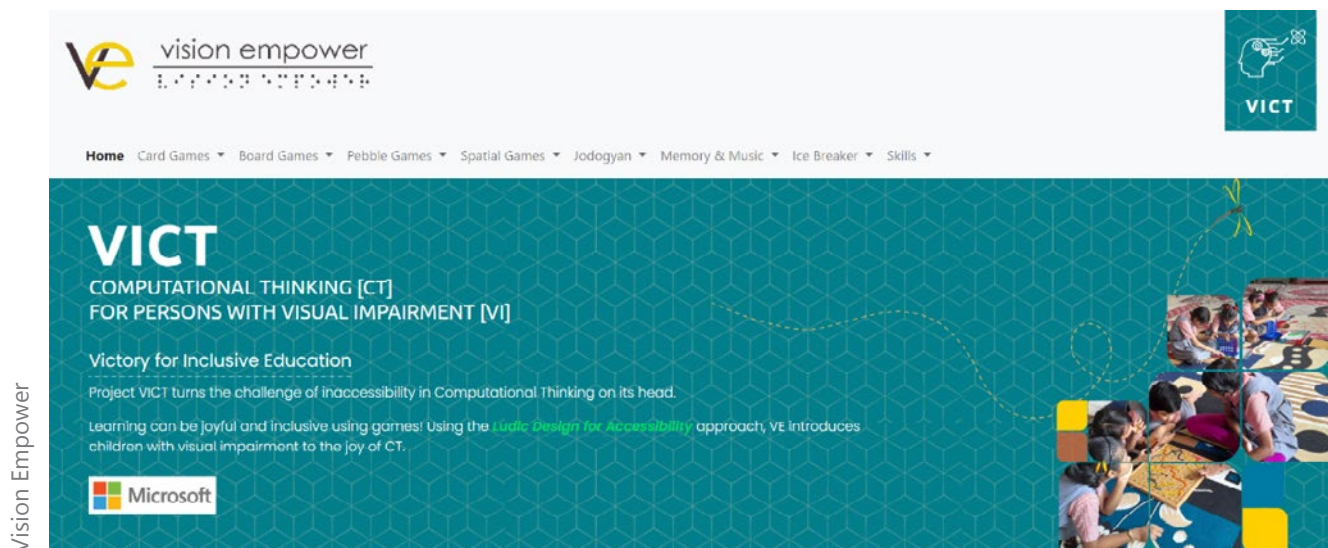 vision empower
⠧⠊⠎⠊⠕⠝ ⠑⠍⠏⠕⠺⠑⠗
VICT
Home Card Games Board Games Pebble Games Spatial Games Jodogyan Memory & Music Ice Breaker Skills
VICT
COMPUTATIONAL THINKING [CT]
FOR PERSONS WITH VISUAL IMPAIRMENT [VI]
Victory for Inclusive Education
Project VICT turns the challenge of inaccessibility in Computational Thinking on its head.
Learning can be joyful and inclusive using games! Using the Ludic Design for Accessibility approach, VE introduces
children with visual impairment to the joy of CT.
Microsoft
Vision Empower